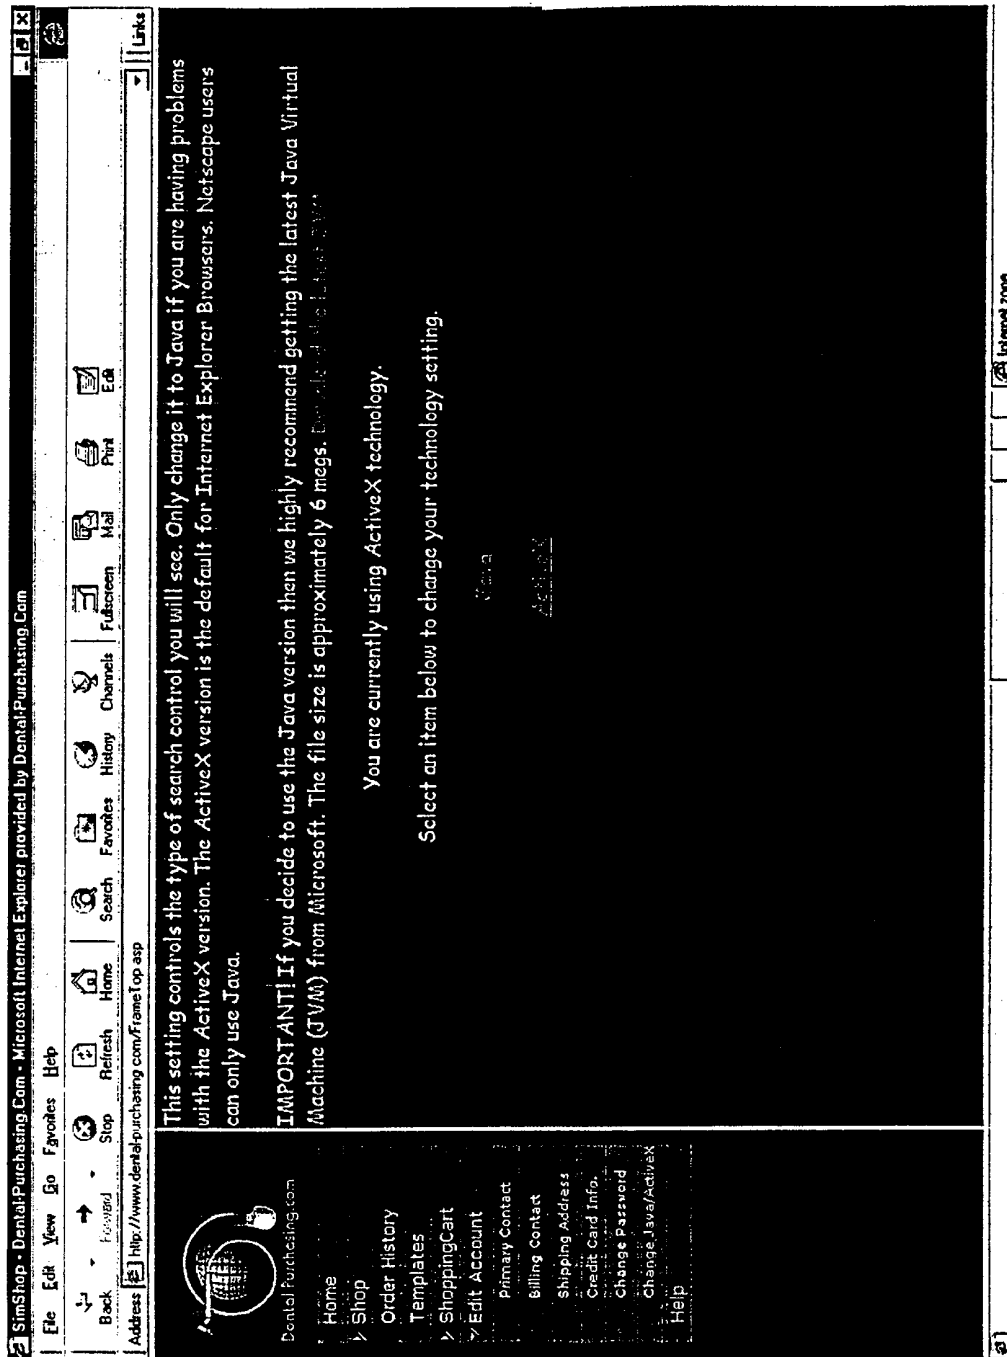 SimShop - Dental-Purchasing.Com - Microsoft Internet Explorer provided by Dental-Purchasing.Com
File Edit View Go Favorites Help
Back Forward Stop Refresh Home Search Favorites History Channels Fullscreen Mail Print Edit
Address http://www.dental-purchasing.com/FrameTop.asp Links
Dental Purchasing.com
Home
Shop
Order History
Templates
ShoppingCart
Edit Account
Primary Contact
Billing Contact
Shipping Address
Credit Card Info.
Change Password
Change Java/ActiveX
Help
This setting controls the type of search control you will see. Only change it to Java if you are having problems
with the ActiveX version. The ActiveX version is the default for Internet Explorer Browsers. Netscape users
can only use Java.
IMPORTANT! If you decide to use the Java version then we highly recommend getting the latest Java Virtual
Machine (JVM) from Microsoft. The file size is approximately 6 megs.
You are currently using ActiveX technology.
Select an item below to change your technology setting.
Java
ActiveX
Internet zone